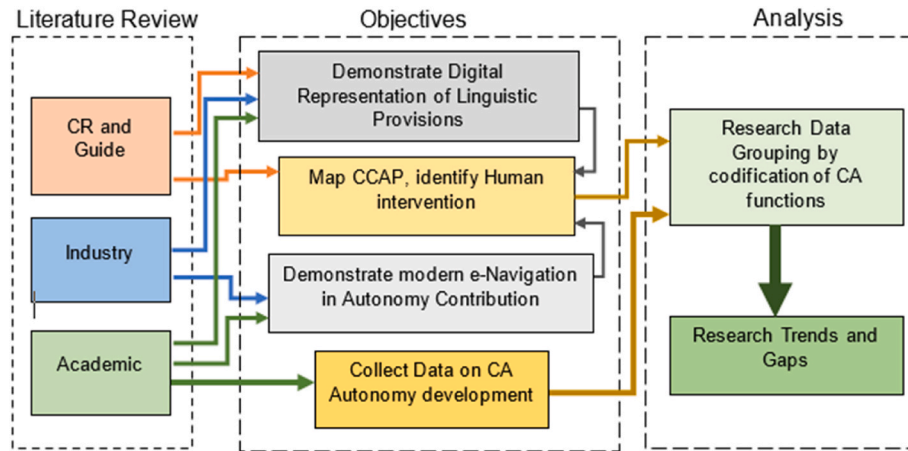 Literature Review
Objectives
Analysis
CR and
Guide
Industry
Academic
Demonstrate Digital
Representation of Linguistic
Provisions
Map CCAP, identify Human
intervention
Demonstrate modern e-Navigation
in Autonomy Contribution
Collect Data on CA
Autonomy development
Research Data
Grouping by
codification of CA
functions
Research Trends and
Gaps